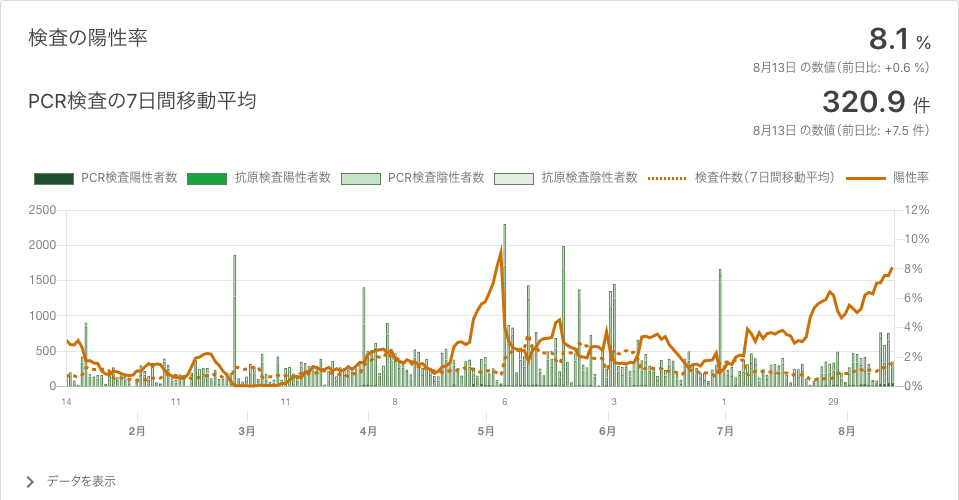 検査の陽性率
8.1 %
8月13日 の数値(前日比: +0.6 %)
PCR検査の7日間移動平均
320.9 件
8月13日 の数値(前日比: +7.5 件)
PCR検査陽性者数 抗原検査陽性者数 PCR検査陰性者数 抗原検査陰性者数 検査件数(7日間移動平均) 陽性率
2500 12%
2000 10%
1500 8%
1000 6%
500 4%
0 2%
0%
14 11 11 8 6 3 1 29
2月 3月 4月 5月 6月 7月 8月
データを表示